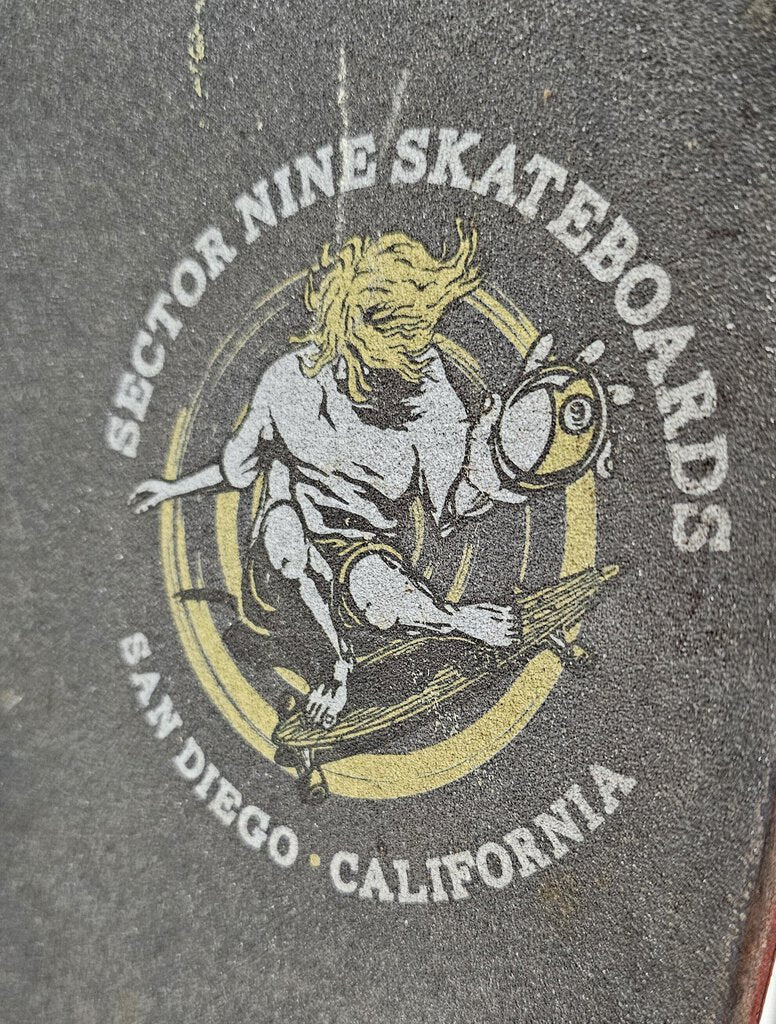 SECTOR NINE SKATEBOARDS
9
SAN DIEGO · CALIFORNIA